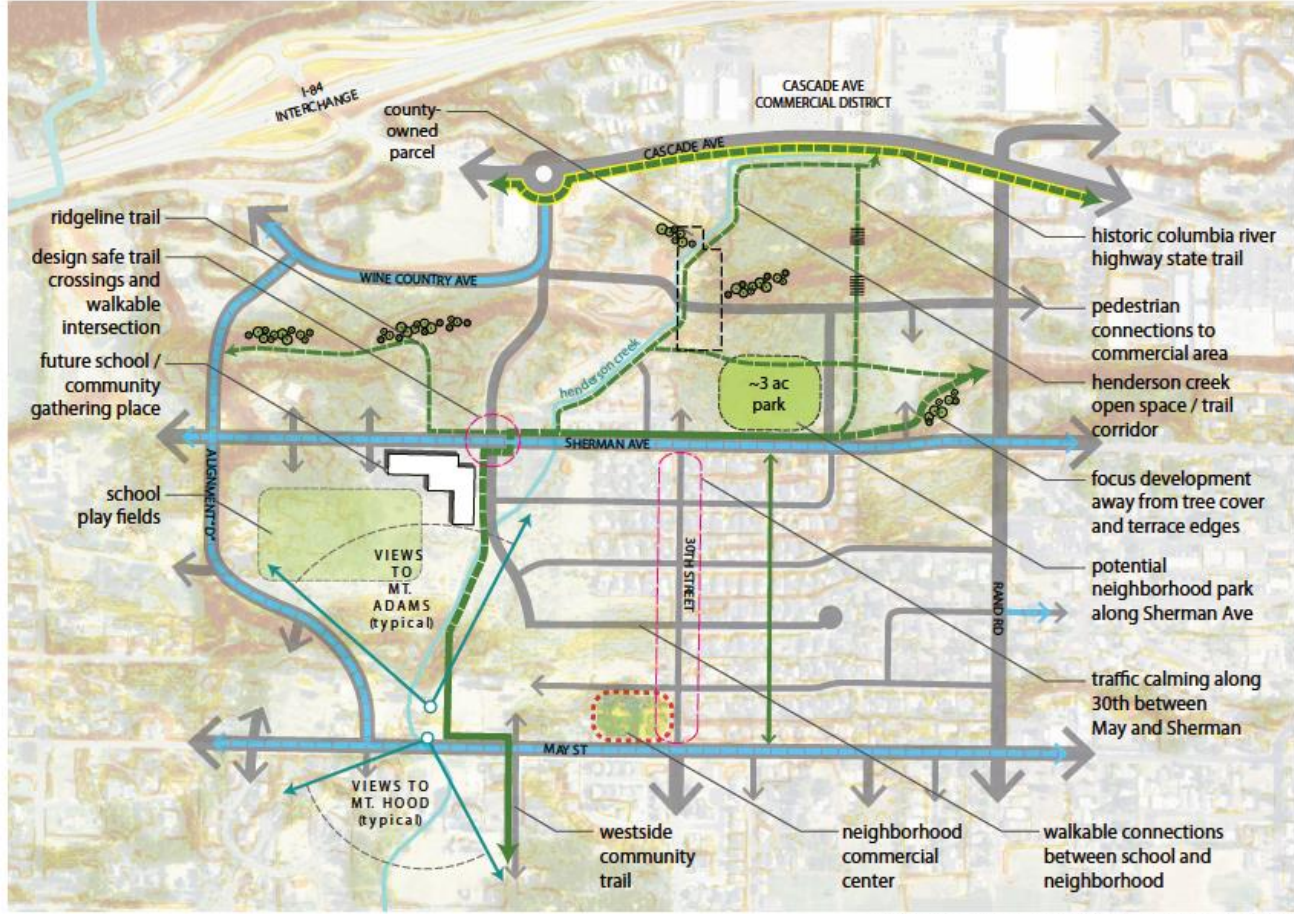 I-84
INTERCHANGE
county-
owned
parcel
CASCADE AVE
COMMERCIAL DISTRICT
CASCADE AVE
ridgeline trail
design safe trail
crossings and
walkable
intersection
future school /
community
gathering place
school
play fields
WINE COUNTRY AVE
henderson creek
~3 ac
park
SHERMAN AVE
ALIGNMENT "D"
VIEWS
TO
MT.
ADAMS
(typical)
30TH STREET
RAND RD
MAY ST
VIEWS TO
MT. HOOD
(typical)
historic columbia river
highway state trail
pedestrian
connections to
commercial area
henderson creek
open space / trail
corridor
focus development
away from tree cover
and terrace edges
potential
neighborhood park
along Sherman Ave
traffic calming along
30th between
May and Sherman
westside
community
trail
neighborhood
commercial
center
walkable connections
between school and
neighborhood